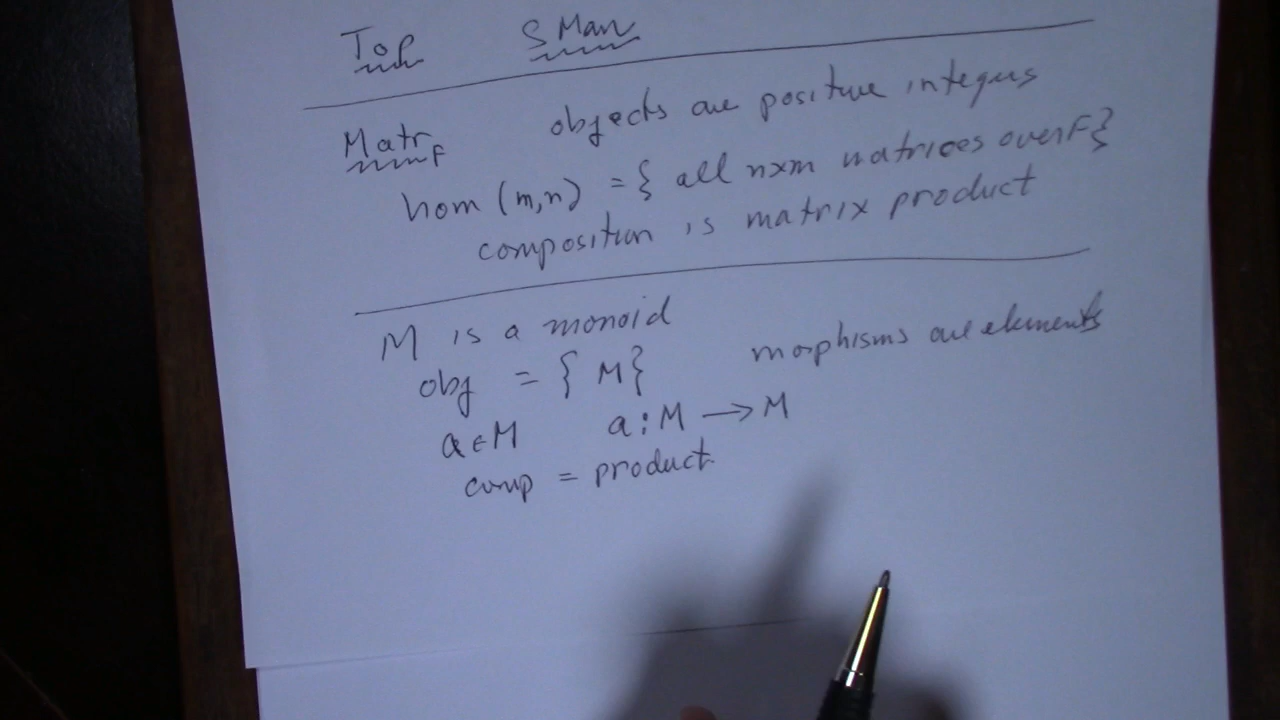 Top SMan
Matr_F objects are positive integers
hom (m,n) = { all n×m matrices over F}
composition is matrix product
M is a monoid
obj = { M} morphisms are elements
a∈M a : M → M
comp = product